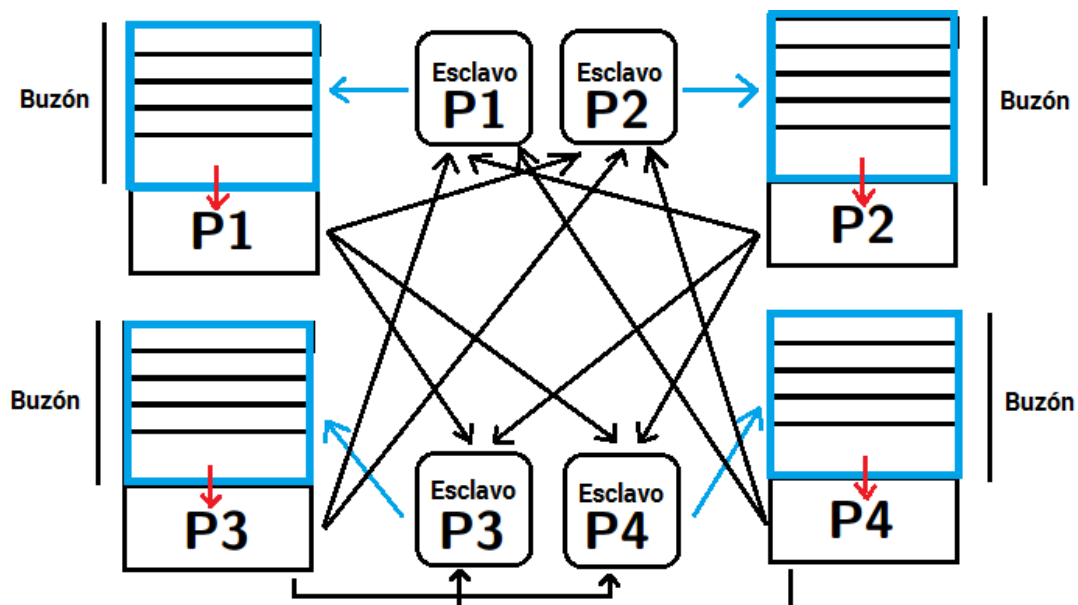 Buzón
P1
Esclavo
P1
Esclavo
P2
Buzón
P2
Buzón
P3
Esclavo
P3
Esclavo
P4
Buzón
P4